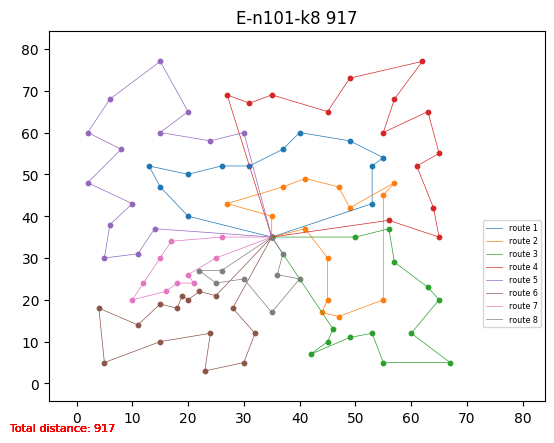 E-n101-k8 917
80
70
60
50
40
30
20
10
0
route 1
route 2
route 3
route 4
route 5
route 6
route 7
route 8
0 10 20 30 40 50 60 70 80
Total distance: 917